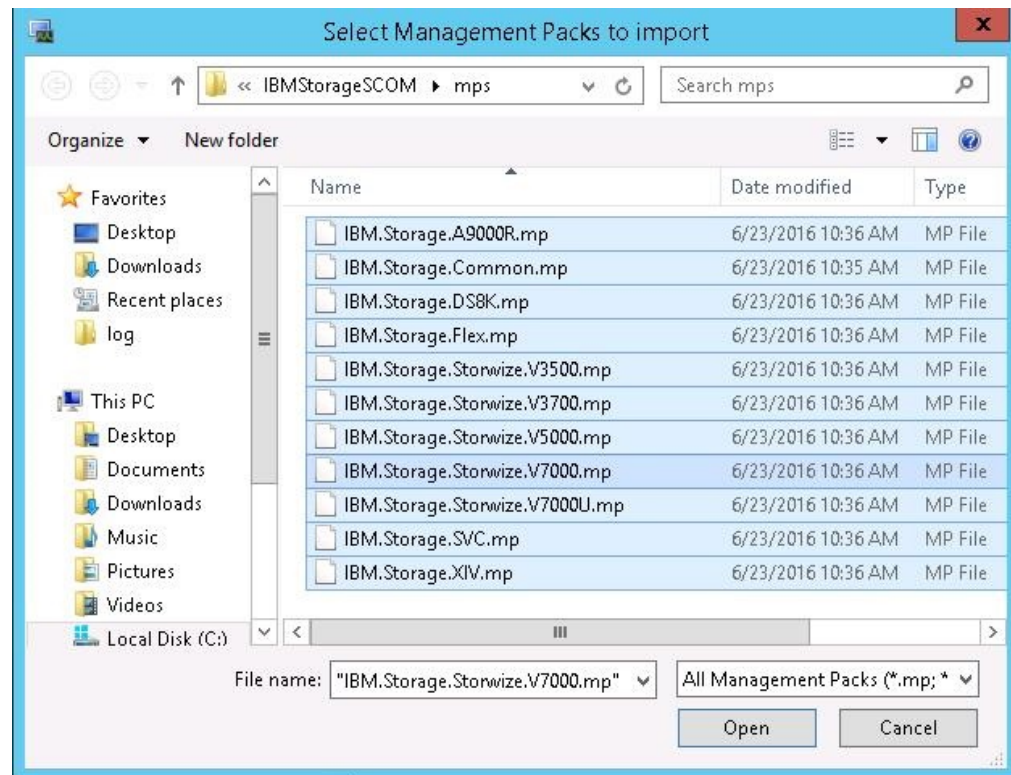 Select Management Packs to import
x
« IBMStorageSCOM ▸ mps
Search mps
Organize
New folder
Name
Date modified
Type
Favorites
Desktop
Downloads
Recent places
log
This PC
Desktop
Documents
Downloads
Music
Pictures
Videos
Local Disk (C:)
IBM.Storage.A9000R.mp 6/23/2016 10:36 AM MP File
IBM.Storage.Common.mp 6/23/2016 10:35 AM MP File
IBM.Storage.DS8K.mp 6/23/2016 10:36 AM MP File
IBM.Storage.Flex.mp 6/23/2016 10:36 AM MP File
IBM.Storage.Storwize.V3500.mp 6/23/2016 10:36 AM MP File
IBM.Storage.Storwize.V3700.mp 6/23/2016 10:36 AM MP File
IBM.Storage.Storwize.V5000.mp 6/23/2016 10:36 AM MP File
IBM.Storage.Storwize.V7000.mp 6/23/2016 10:36 AM MP File
IBM.Storage.Storwize.V7000U.mp 6/23/2016 10:36 AM MP File
IBM.Storage.SVC.mp 6/23/2016 10:36 AM MP File
IBM.Storage.XIV.mp 6/23/2016 10:36 AM MP File
File name: "IBM.Storage.Storwize.V7000.mp"
All Management Packs (*.mp; *
Open
Cancel